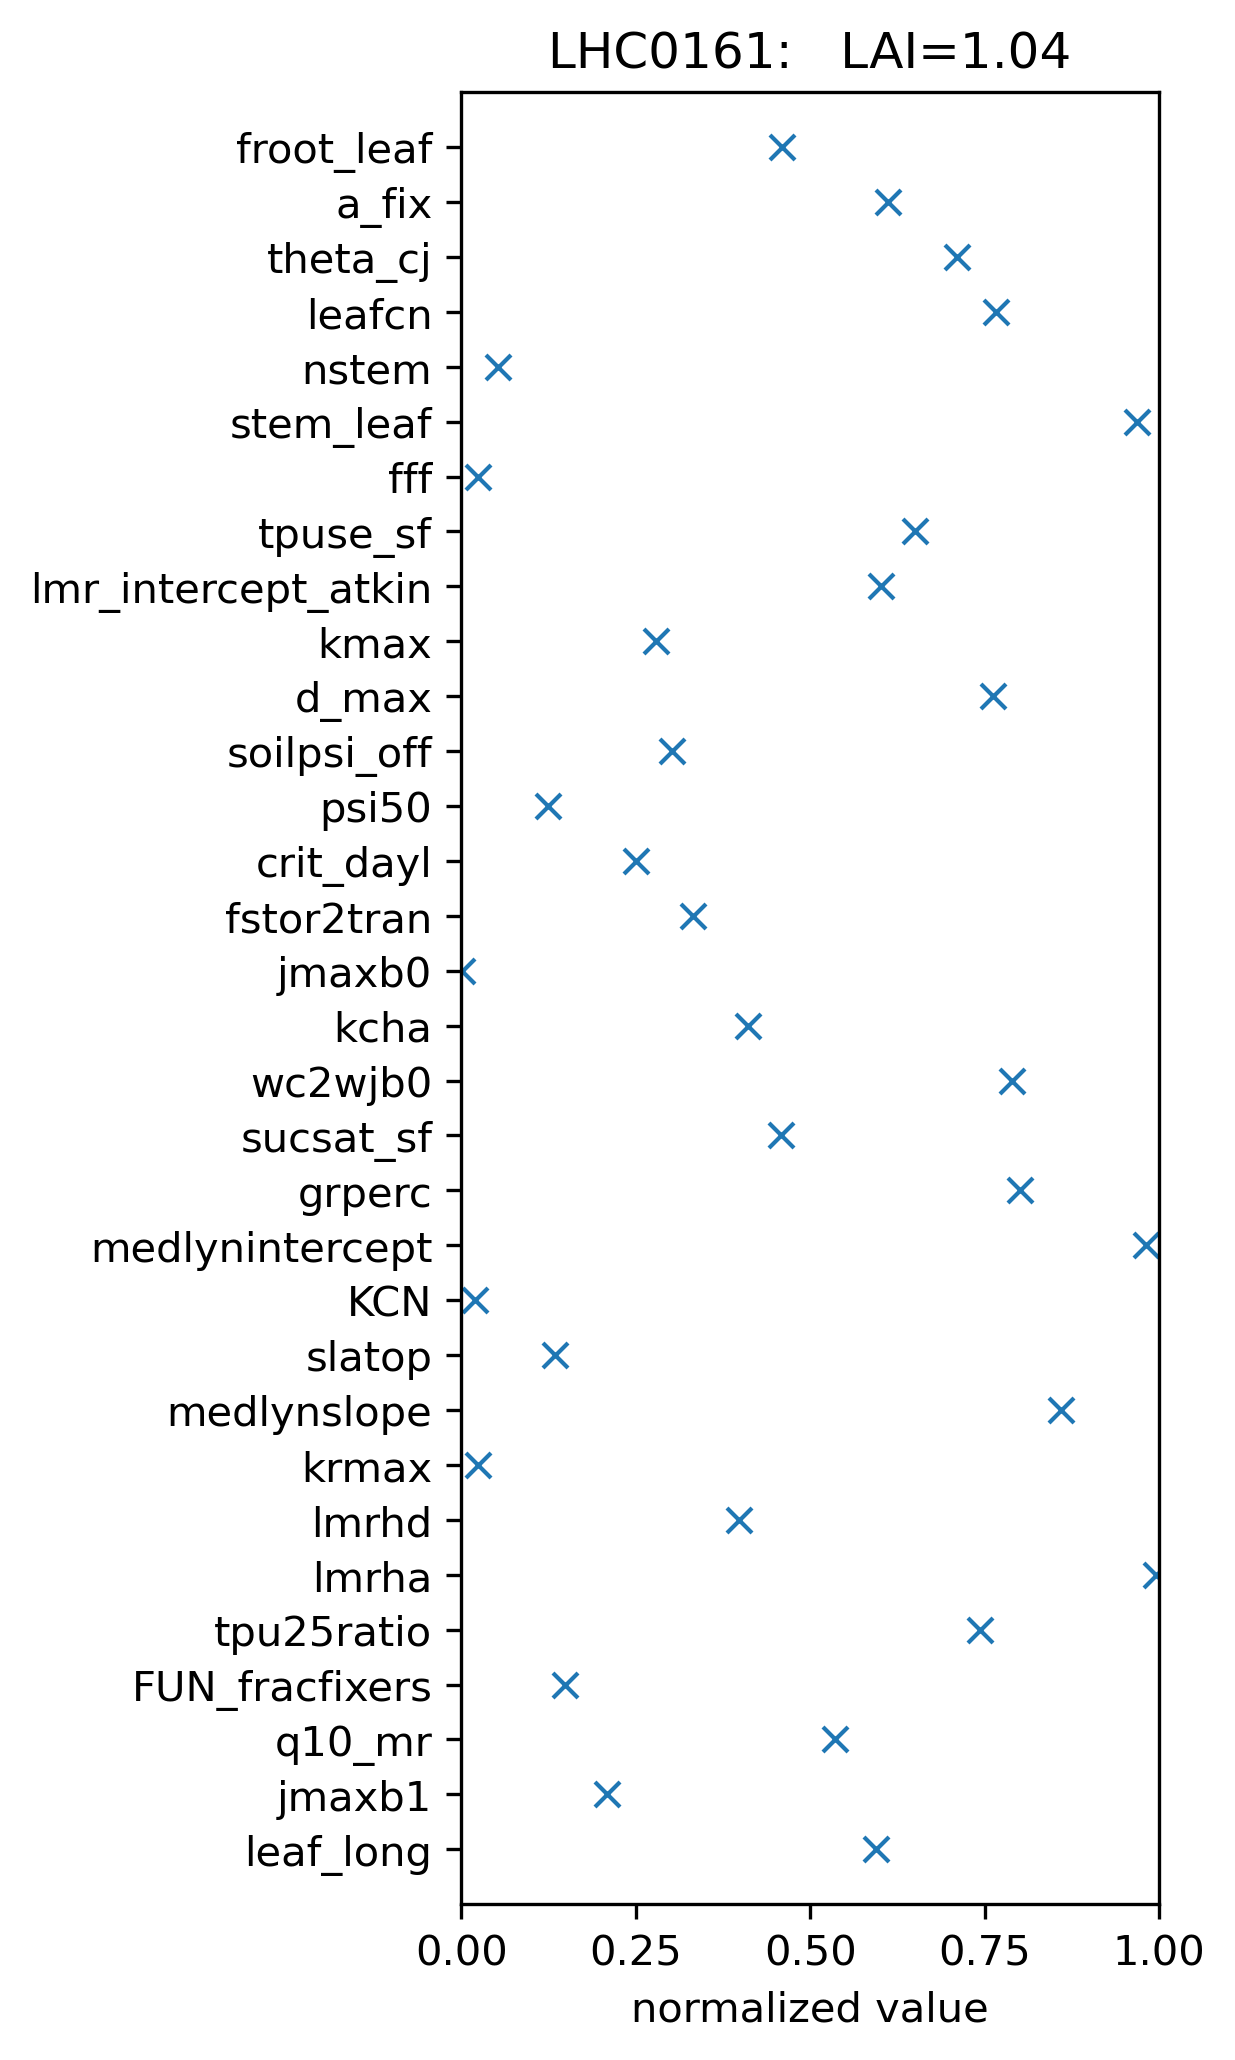 LHC0161:   LAI=1.04
froot_leaf
a_fix
theta_cj
leafcn
nstem
stem_leaf
fff
tpuse_sf
lmr_intercept_atkin
kmax
d_max
soilpsi_off
psi50
crit_dayl
fstor2tran
jmaxb0
kcha
wc2wjb0
sucsat_sf
grperc
medlynintercept
KCN
slatop
medlynslope
krmax
lmrhd
lmrha
tpu25ratio
FUN_fracfixers
q10_mr
jmaxb1
leaf_long
0.00 0.25 0.50 0.75 1.00
normalized value